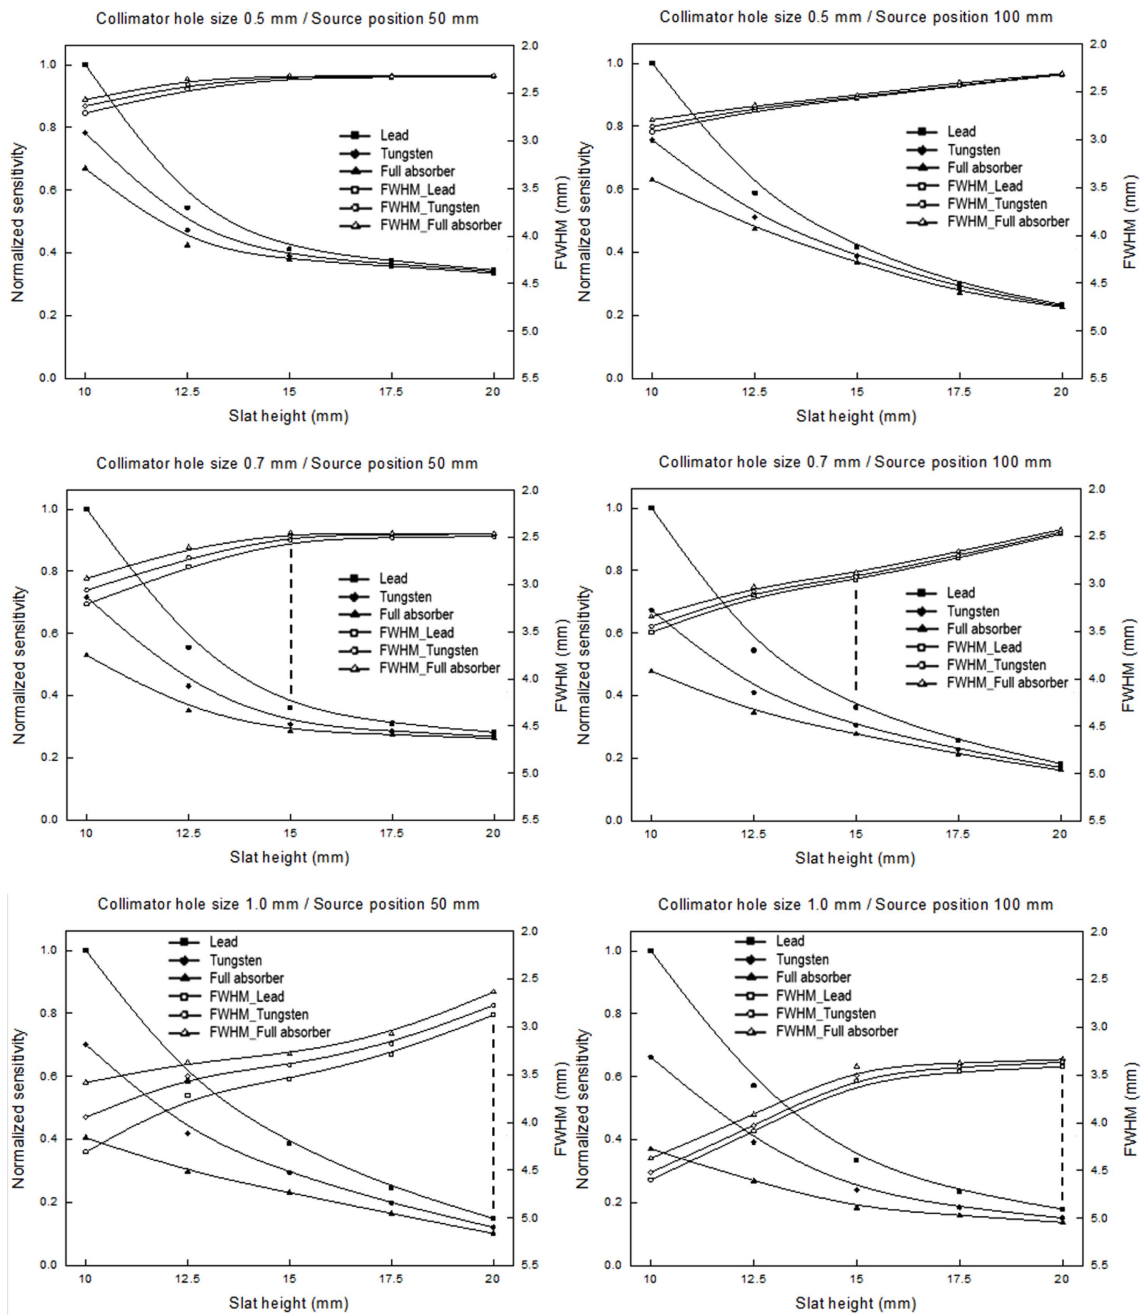 Collimator hole size 0.5 mm / Source position 50 mm
1.0
0.8
0.6
0.4
0.2
0.0
Normalized sensitivity
Lead
Tungsten
Full absorber
FWHM_Lead
FWHM_Tungsten
FWHM_Full absorber
2.0
2.5
3.0
3.5
4.0
4.5
5.0
5.5
FWHM (mm)
10 12.5 15 17.5 20
Slat height (mm)
Collimator hole size 0.5 mm / Source position 100 mm
1.0
0.8
0.6
0.4
0.2
0.0
Normalized sensitivity
Lead
Tungsten
Full absorber
FWHM_Lead
FWHM_Tungsten
FWHM_Full absorber
2.0
2.5
3.0
3.5
4.0
4.5
5.0
5.5
FWHM (mm)
10 12.5 15 17.5 20
Slat height (mm)
Collimator hole size 0.7 mm / Source position 50 mm
1.0
0.8
0.6
0.4
0.2
0.0
Normalized sensitivity
Lead
Tungsten
Full absorber
FWHM_Lead
FWHM_Tungsten
FWHM_Full absorber
2.0
2.5
3.0
3.5
4.0
4.5
5.0
5.5
FWHM (mm)
10 12.5 15 17.5 20
Slat height (mm)
Collimator hole size 0.7 mm / Source position 100 mm
1.0
0.8
0.6
0.4
0.2
0.0
Normalized sensitivity
Lead
Tungsten
Full absorber
FWHM_Lead
FWHM_Tungsten
FWHM_Full absorber
2.0
2.5
3.0
3.5
4.0
4.5
5.0
5.5
FWHM (mm)
10 12.5 15 17.5 20
Slat height (mm)
Collimator hole size 1.0 mm / Source position 50 mm
1.0
0.8
0.6
0.4
0.2
0.0
Normalized sensitivity
Lead
Tungsten
Full absorber
FWHM_Lead
FWHM_Tungsten
FWHM_Full absorber
2.0
2.5
3.0
3.5
4.0
4.5
5.0
5.5
FWHM (mm)
10 12.5 15 17.5 20
Slat height (mm)
Collimator hole size 1.0 mm / Source position 100 mm
1.0
0.8
0.6
0.4
0.2
0.0
Normalized sensitivity
Lead
Tungsten
Full absorber
FWHM_Lead
FWHM_Tungsten
FWHM_Full absorber
2.0
2.5
3.0
3.5
4.0
4.5
5.0
5.5
FWHM (mm)
10 12.5 15 17.5 20
Slat height (mm)